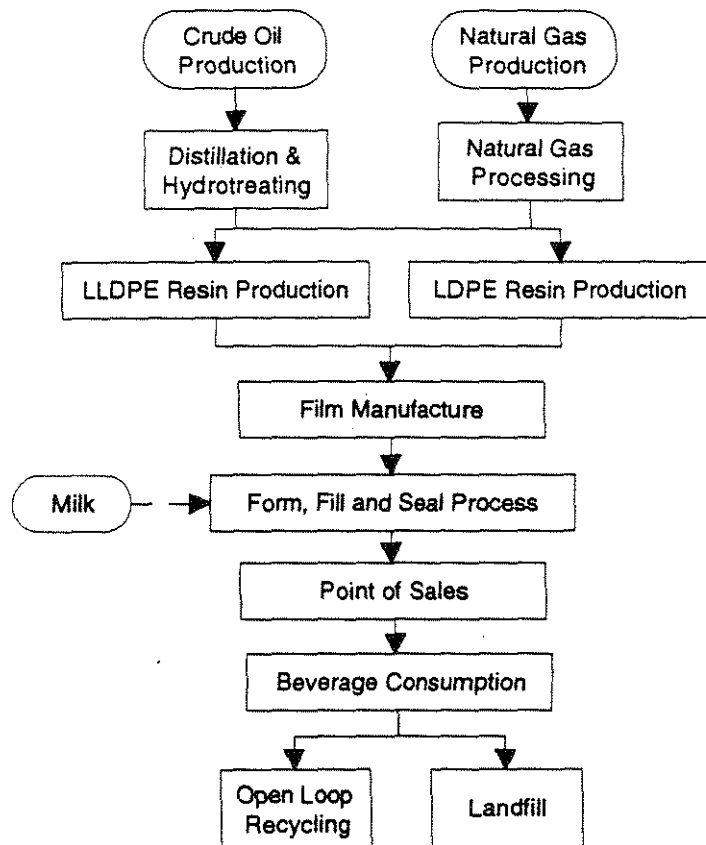 Crude Oil
Production
Natural Gas
Production
Distillation &
Hydrotreating
Natural Gas
Processing
LLDPE Resin Production
LDPE Resin Production
Film Manufacture
Milk
Form, Fill and Seal Process
Point of Sales
Beverage Consumption
Open Loop
Recycling
Landfill